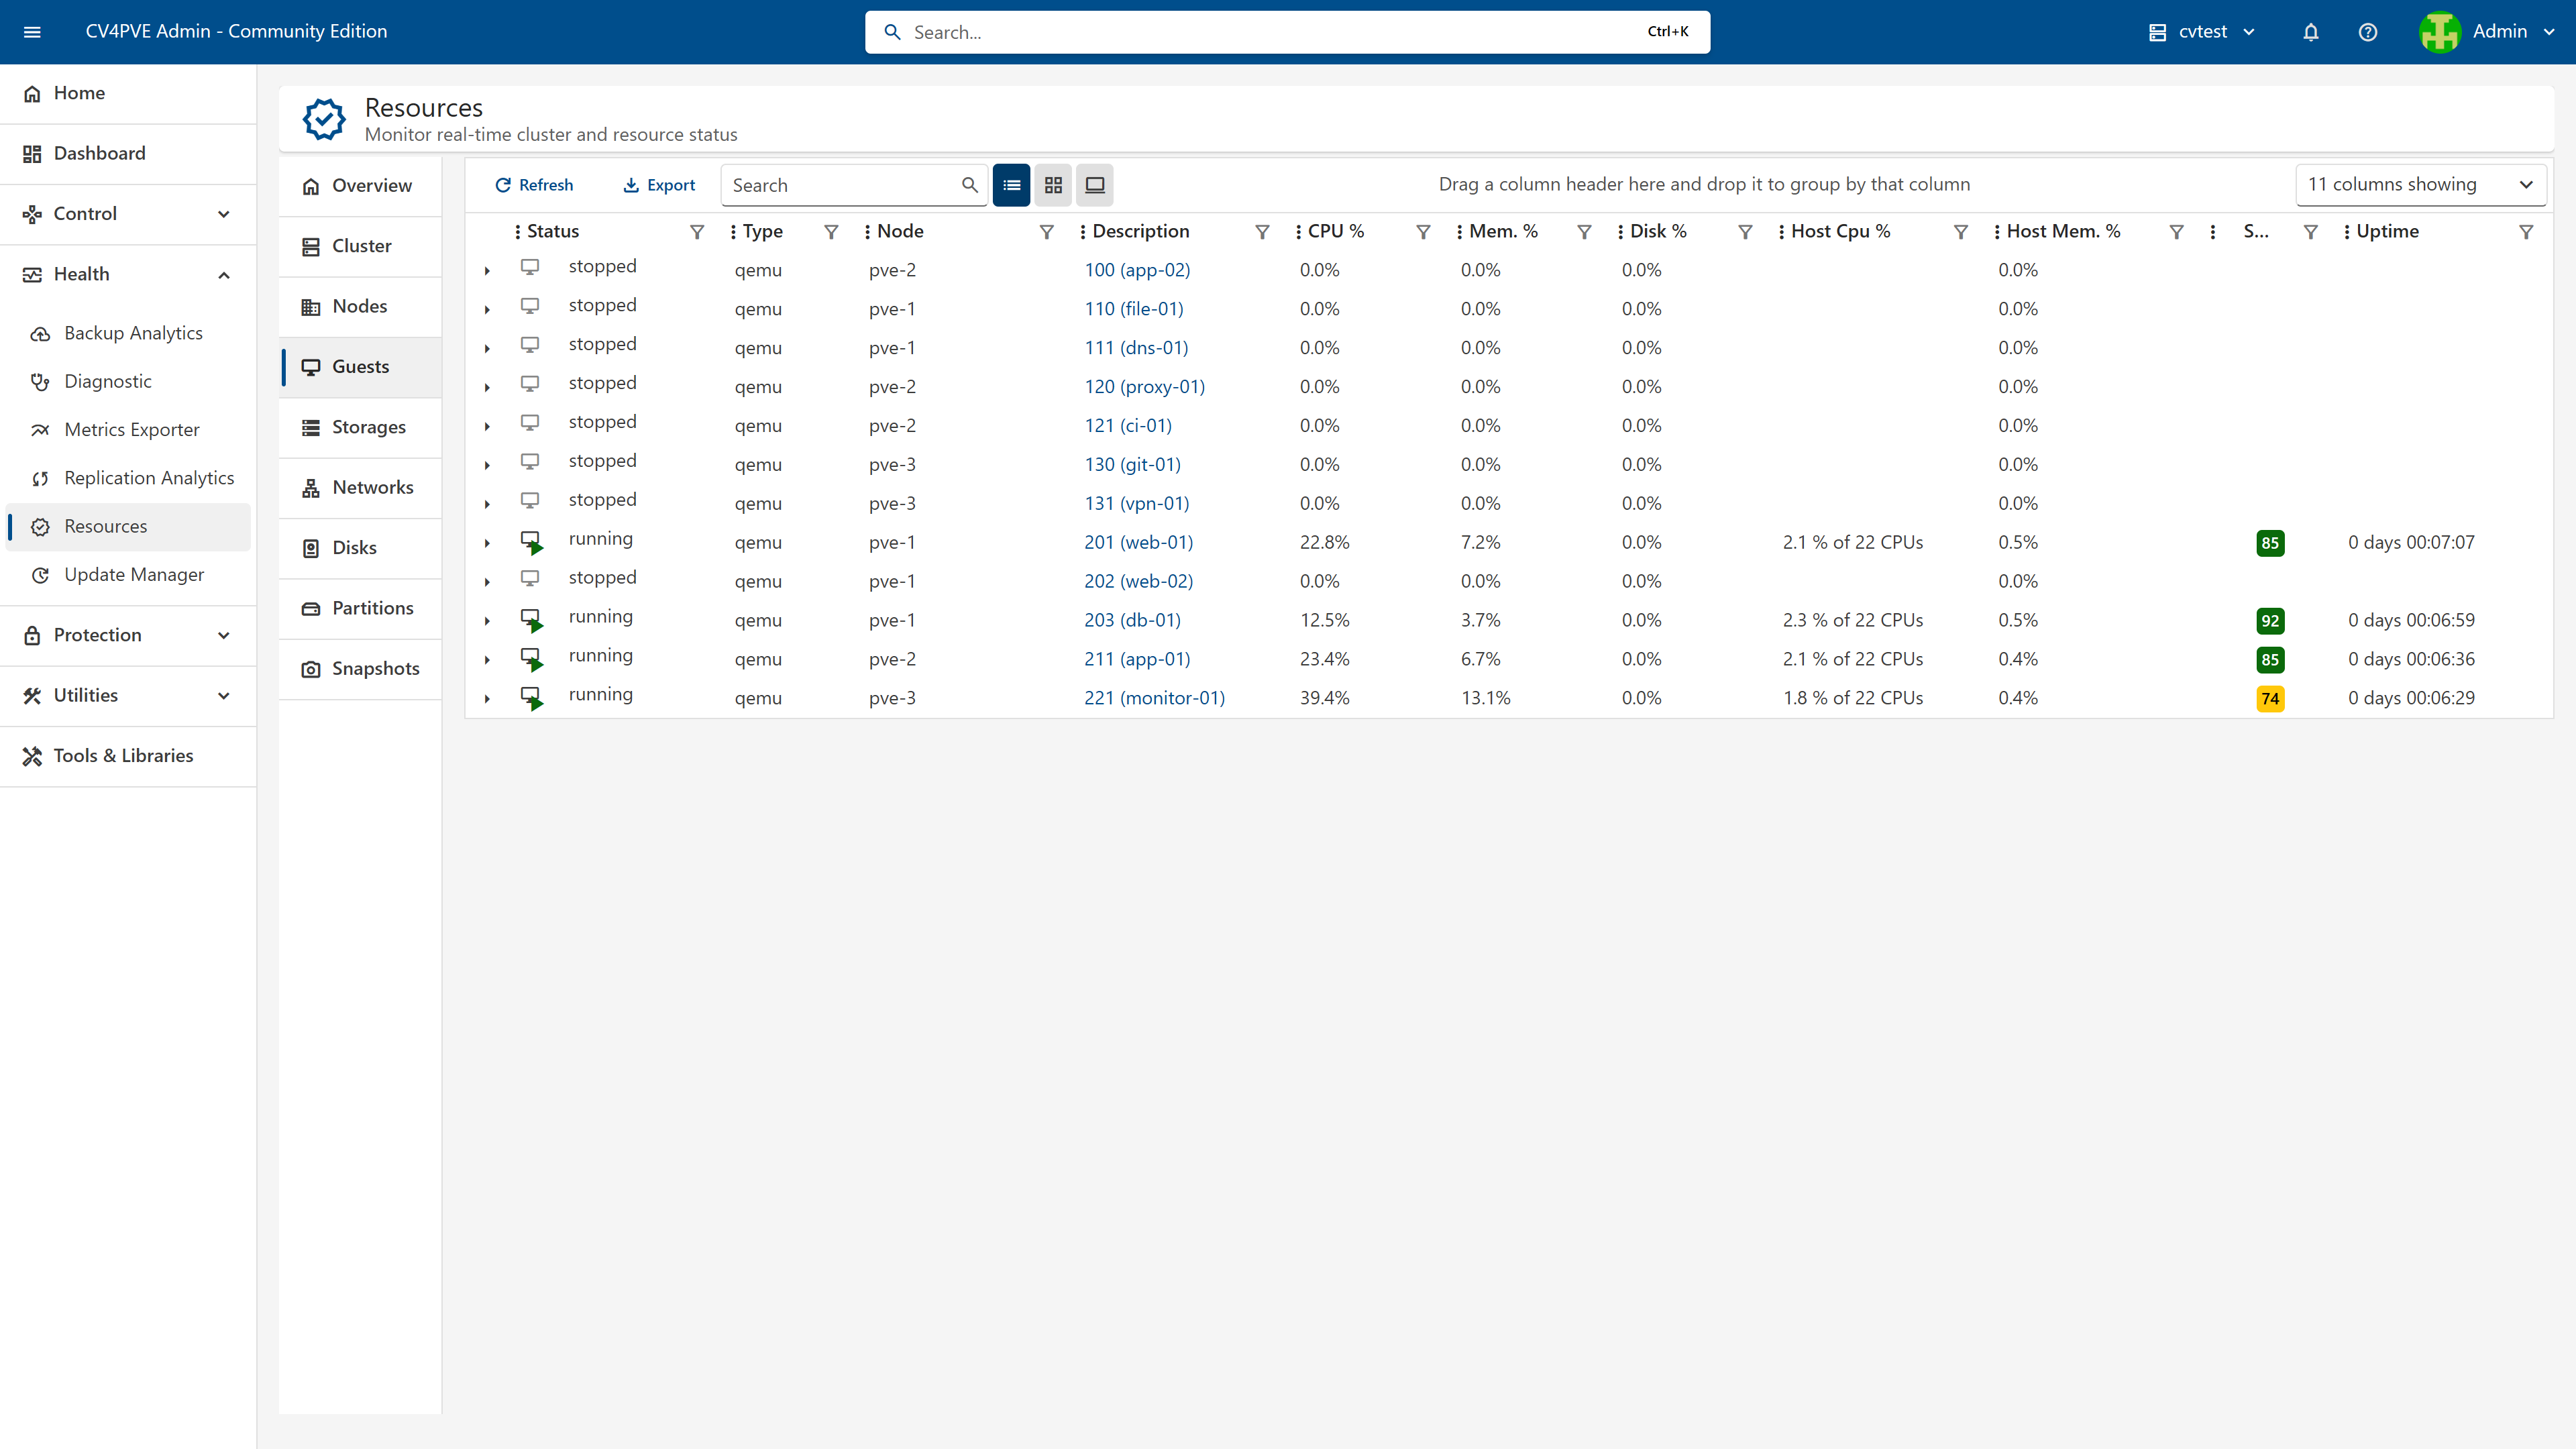 CV4PVE Admin - Community Edition
Search...
Ctrl+K
cvtest
Admin
Home
Dashboard
Control
Health
Backup Analytics
Diagnostic
Metrics Exporter
Replication Analytics
Resources
Update Manager
Protection
Utilities
Tools & Libraries
Resources
Monitor real-time cluster and resource status
Overview
Cluster
Nodes
Guests
Storages
Networks
Disks
Partitions
Snapshots
Refresh Export Search Drag a column header here and drop it to group by that column 11 columns showing
Status Type Node Description CPU % Mem. % Disk % Host Cpu % Host Mem. % S... Uptime
stopped qemu pve-2 100 (app-02) 0.0% 0.0% 0.0% 0.0%
stopped qemu pve-1 110 (file-01) 0.0% 0.0% 0.0% 0.0%
stopped qemu pve-1 111 (dns-01) 0.0% 0.0% 0.0% 0.0%
stopped qemu pve-2 120 (proxy-01) 0.0% 0.0% 0.0% 0.0%
stopped qemu pve-2 121 (ci-01) 0.0% 0.0% 0.0% 0.0%
stopped qemu pve-3 130 (git-01) 0.0% 0.0% 0.0% 0.0%
stopped qemu pve-3 131 (vpn-01) 0.0% 0.0% 0.0% 0.0%
running qemu pve-1 201 (web-01) 22.8% 7.2% 0.0% 2.1 % of 22 CPUs 0.5% 85 0 days 00:07:07
stopped qemu pve-1 202 (web-02) 0.0% 0.0% 0.0% 0.0%
running qemu pve-1 203 (db-01) 12.5% 3.7% 0.0% 2.3 % of 22 CPUs 0.5% 92 0 days 00:06:59
running qemu pve-2 211 (app-01) 23.4% 6.7% 0.0% 2.1 % of 22 CPUs 0.4% 85 0 days 00:06:36
running qemu pve-3 221 (monitor-01) 39.4% 13.1% 0.0% 1.8 % of 22 CPUs 0.4% 74 0 days 00:06:29